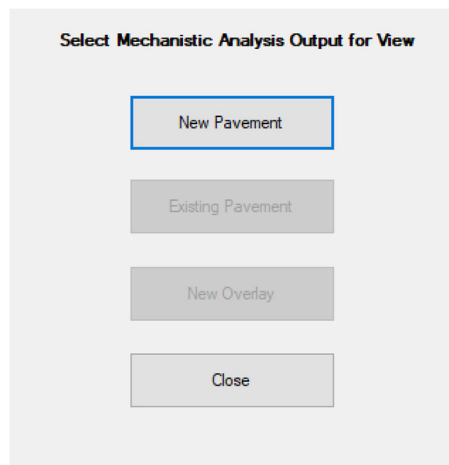 Select Mechanistic Analysis Output for View
New Pavement
Existing Pavement
New Overlay
Close